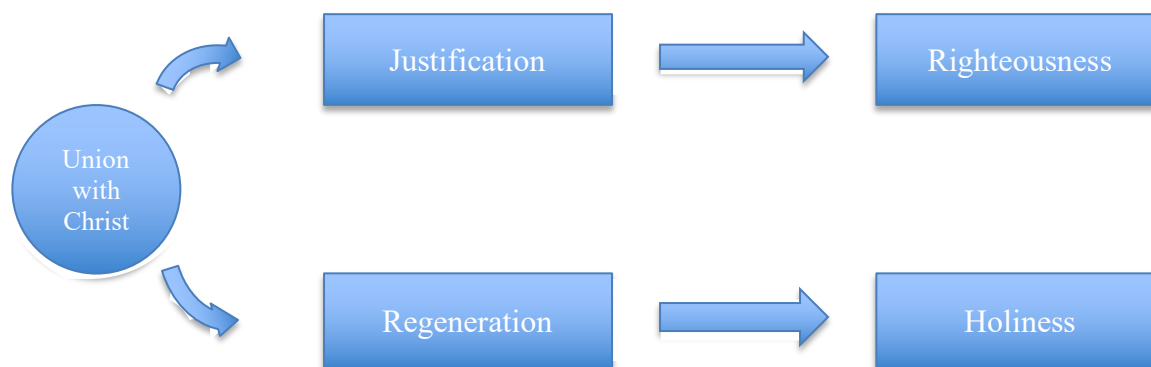 Justification
Righteousness
Union
with
Christ
Regeneration
Holiness